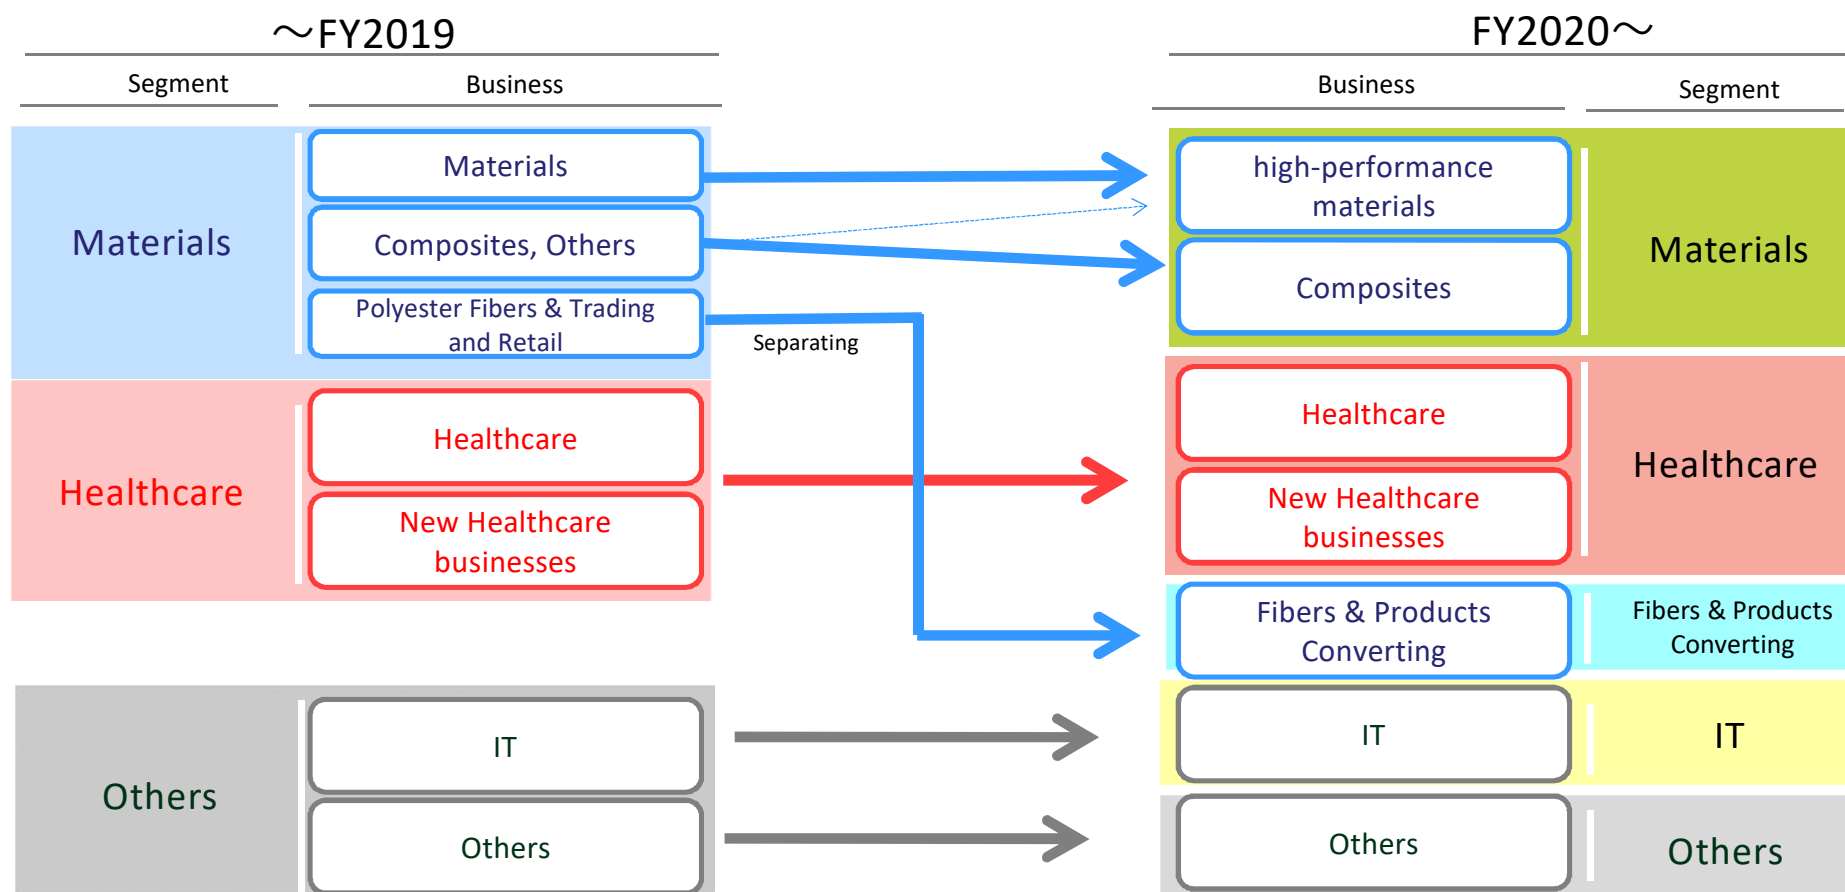 ～FY2019
FY2020～
Segment
Business
Business
Segment
Materials
Materials
Composites, Others
Polyester Fibers & Trading
and Retail
Separating
high-performance
materials
Composites
Materials
Healthcare
Healthcare
New Healthcare
businesses
Healthcare
New Healthcare
businesses
Healthcare
Fibers & Products
Converting
Fibers & Products
Converting
Others
IT
Others
IT
IT
Others
Others